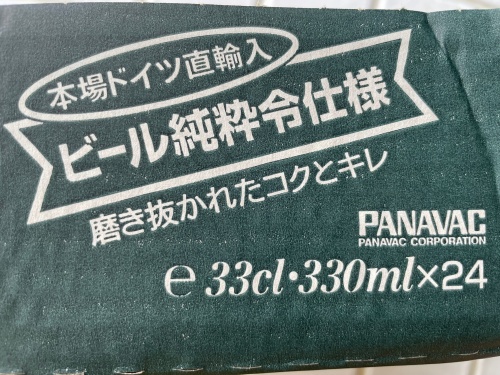 本場ドイツ直輸入
ビール純粋令仕様
磨き抜かれたコクとキレ
PANAVAC
PANAVAC CORPORATION
℮ 33cl·330ml×24